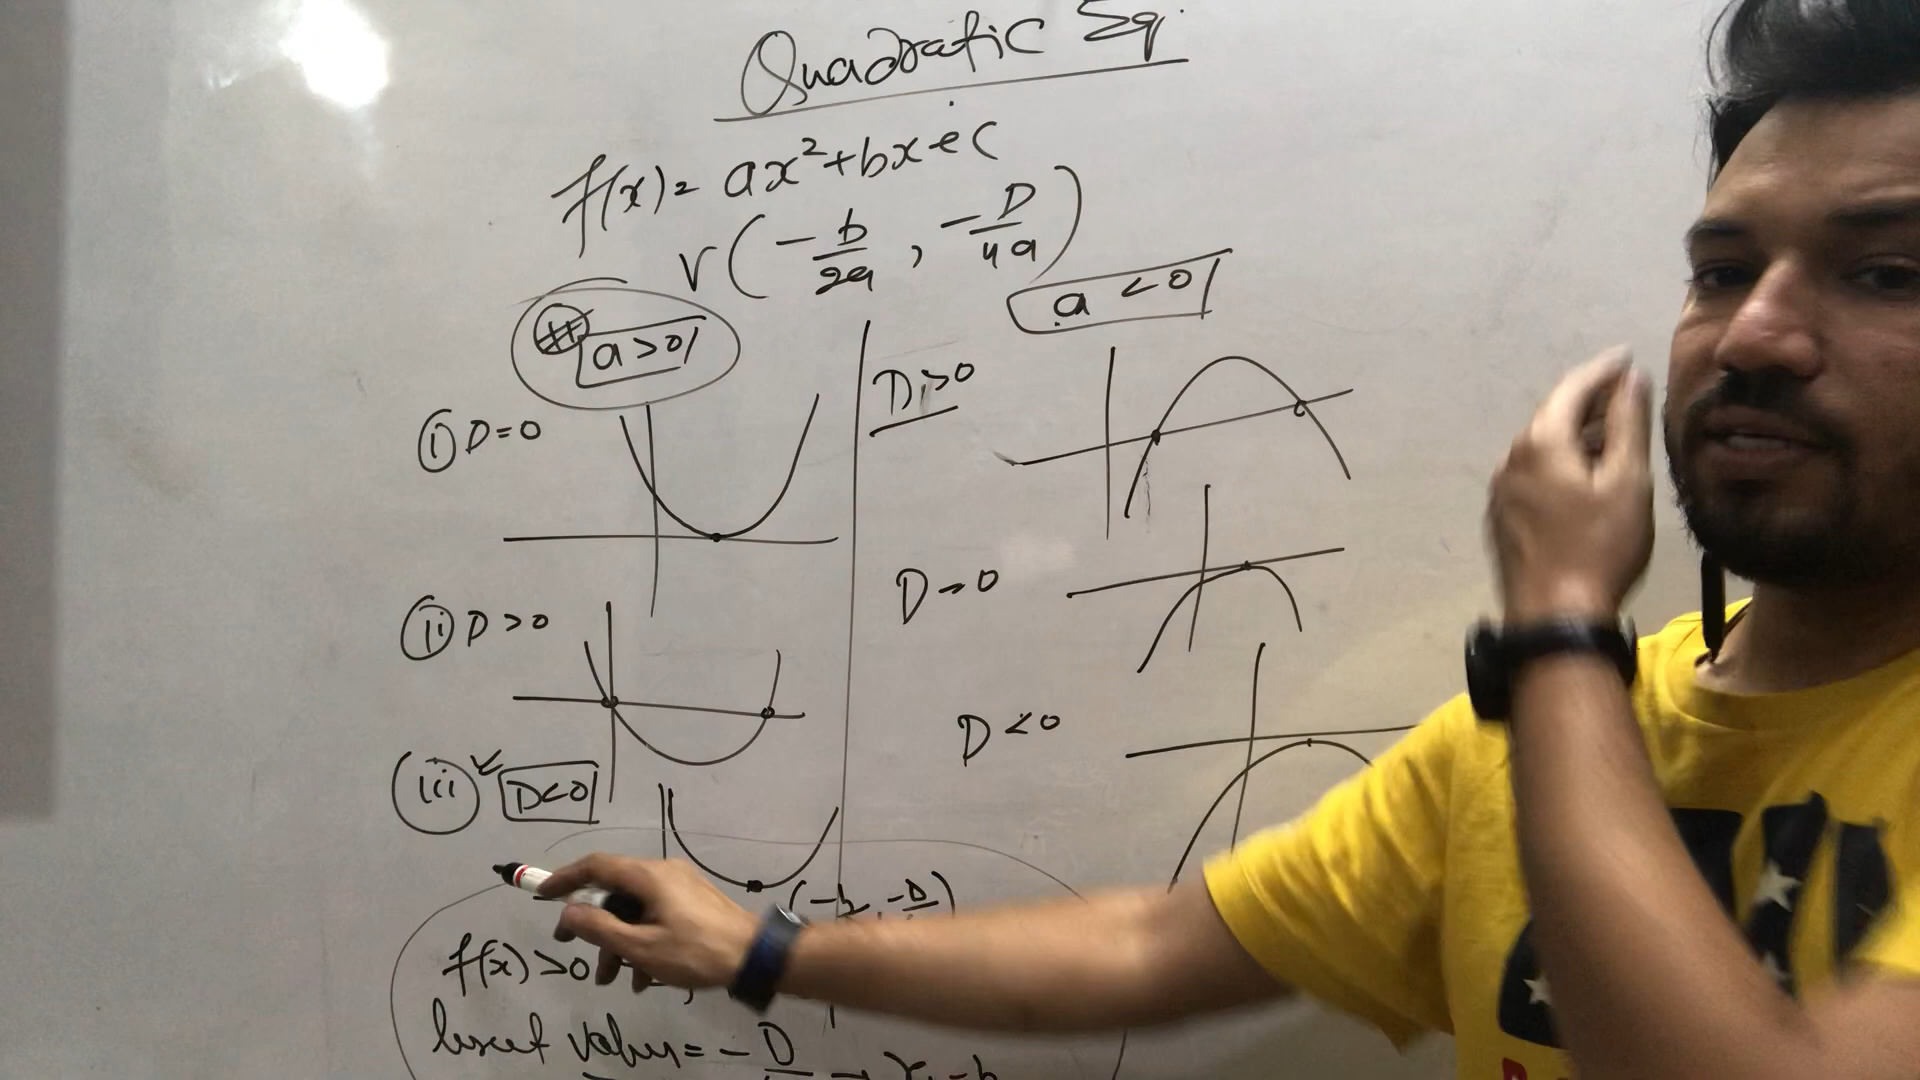 Quadratic Eq.
f(x) = ax²+bx+c
V(-b/2a, -D/4a)
# a>0
a<0
(i) D=0
D>0
(ii) D>0
D=0
(iii) D<0
D<0
(-b, -D)
f(x)>0
least value = -D